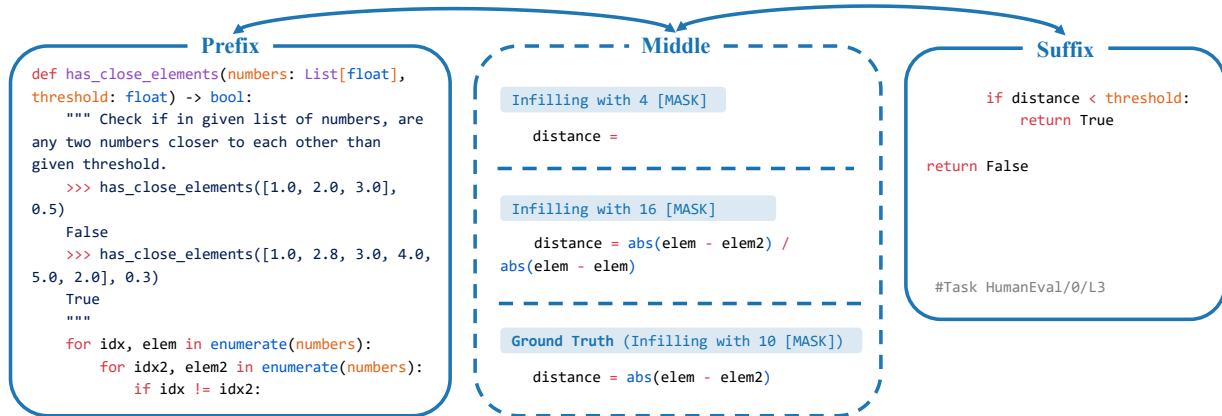 Prefix
def has_close_elements(numbers: List[float],
threshold: float) -> bool:
""" Check if in given list of numbers, are
any two numbers closer to each other than
given threshold.
>>> has_close_elements([1.0, 2.0, 3.0],
0.5)
False
>>> has_close_elements([1.0, 2.8, 3.0, 4.0,
5.0, 2.0], 0.3)
True
"""
for idx, elem in enumerate(numbers):
for idx2, elem2 in enumerate(numbers):
if idx != idx2:
Middle
Infilling with 4 [MASK]
distance =
Infilling with 16 [MASK]
distance = abs(elem - elem2) /
abs(elem - elem)
Ground Truth (Infilling with 10 [MASK])
distance = abs(elem - elem2)
Suffix
if distance < threshold:
return True
return False
#Task HumanEval/0/L3